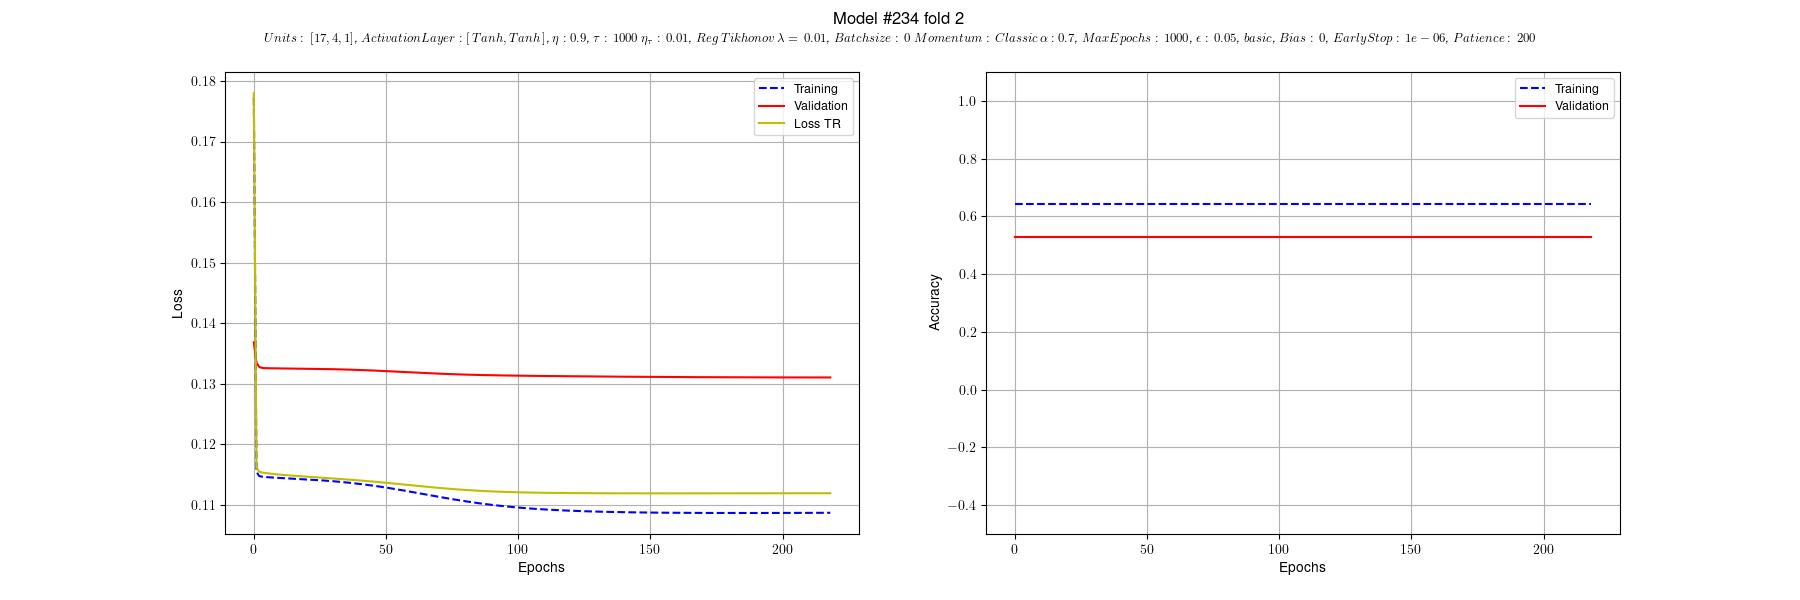 Model #234 fold 2
Units : [17, 4, 1], ActivationLayer : [Tanh, Tanh], η : 0.9, τ : 1000 η_τ : 0.01, Reg Tikhonov λ = 0.01, Batchsize : 0 Momentum : Classic α : 0.7, MaxEpochs : 1000, ϵ : 0.05, basic, Bias : 0, EarlyStop : 1e − 06, Patience : 200
0.18
0.17
0.16
0.15
0.14
0.13
0.12
0.11
Loss
Training
Validation
Loss TR
0 50 100 150 200
Epochs
1.0
0.8
0.6
0.4
0.2
0.0
−0.2
−0.4
Accuracy
Training
Validation
0 50 100 150 200
Epochs